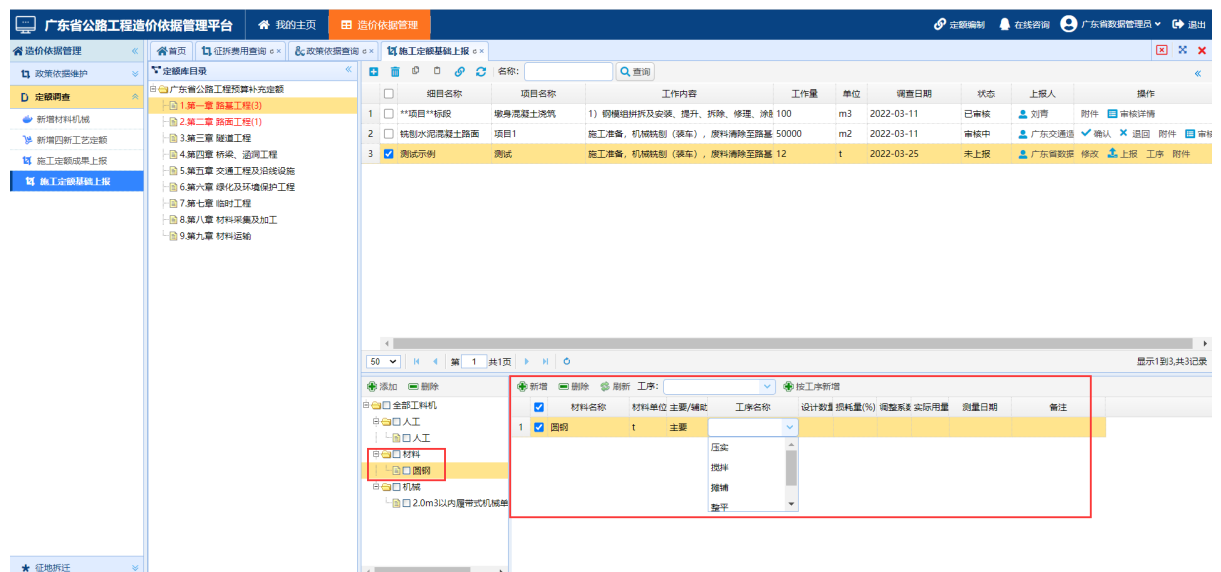 广东省公路工程造价依据管理平台 我的主页 造价依据管理 定额编制 在线咨询 广东省数据管理员 退出
造价依据管理 首页 征拆费用查询 政策依据查询 施工定额基础上报
政策依据维护
定额调查
新增材料机械
新增四新工艺定额
施工定额成果上报
施工定额基础上报
征地拆迁
定额库目录
广东省公路工程预算补充定额
1.第一章 路基工程(3)
2.第二章 路面工程(1)
3.第三章 隧道工程
4.第四章 桥梁、涵洞工程
5.第五章 交通工程及沿线设施
6.第六章 绿化及环境保护工程
7.第七章 临时工程
8.第八章 材料采集及加工
9.第九章 材料运输
名称: 查询
细目名称 项目名称 工作内容 工作量 单位 调查日期 状态 上报人 操作
1 **项目**标段 墩身混凝土浇筑 1）钢模组拼拆及安装、提升、拆除、修理、涂 100 m3 2022-03-11 已审核 刘青 附件 审核详情
2 铣刨水泥混凝土路面 项目1 施工准备，机械铣刨（装车），废料清除至路基 50000 m2 2022-03-11 审核中 广东交通造 确认 退回 附件 审核
3 测试示例 测试 施工准备，机械铣刨（装车），废料清除至路基 12 t 2022-03-25 未上报 广东省数据 修改 上报 工序 附件
50 第 1 共1页 显示1到3,共3记录
添加 删除
全部工料机
人工
人工
材料
圆钢
机械
2.0m3以内履带式机械单
新增 删除 刷新 工序: 按工序新增
材料名称 材料单位 主要/辅助 工序名称 设计数量 损耗量(%) 调整系数 实际用量 测量日期 备注
1 圆钢 t 主要
压实
搅拌
摊铺
整平